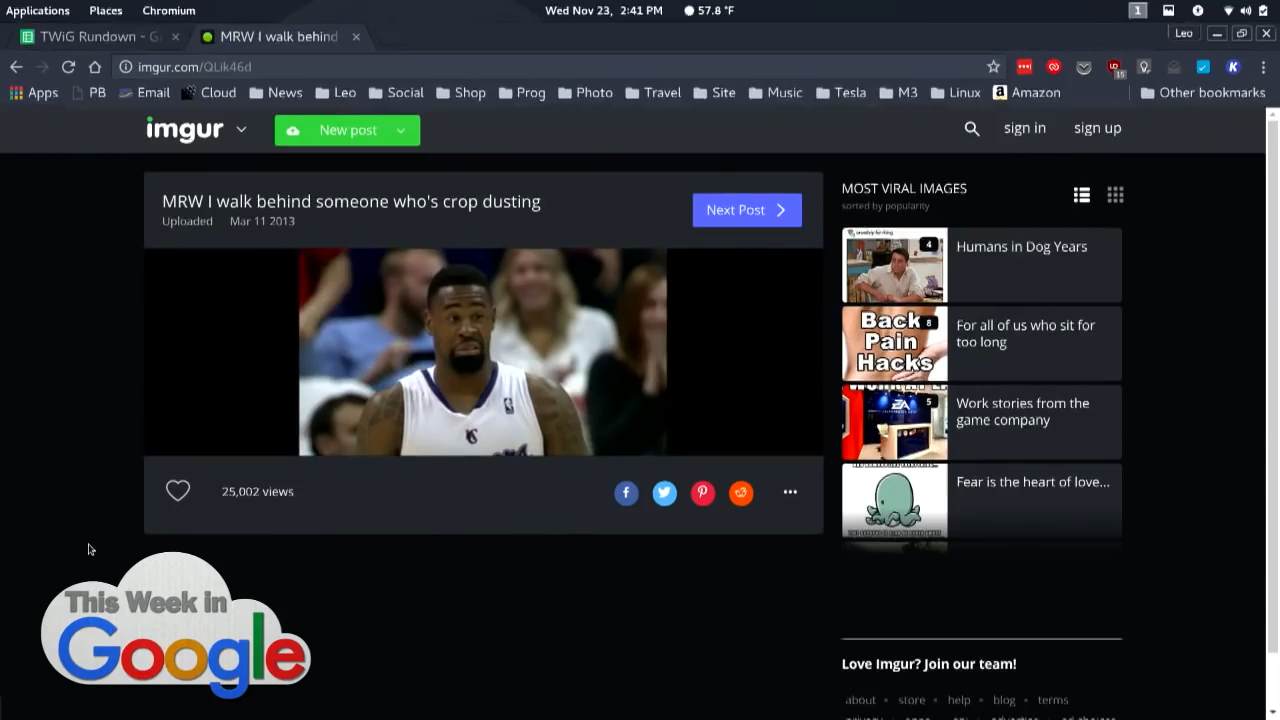 Applications Places Chromium Wed Nov 23, 2:41 PM 57.8 °F 1
TWiG Rundown - G MRW I walk behind Leo
imgur.com/QLik46d 15
Apps PB Email Cloud News Leo Social Shop Prog Photo Travel Site Music Tesla M3 Linux Amazon Other bookmarks
imgur New post sign in sign up
MRW I walk behind someone who's crop dusting
Uploaded Mar 11 2013
Next Post
25,002 views
MOST VIRAL IMAGES
sorted by popularity
4
Humans in Dog Years
Back
Pain
Hacks
8
For all of us who sit for
too long
EA
5
Work stories from the
game company
Fear is the heart of love...
Love Imgur? Join our team!
about store help blog terms
This Week in
Google